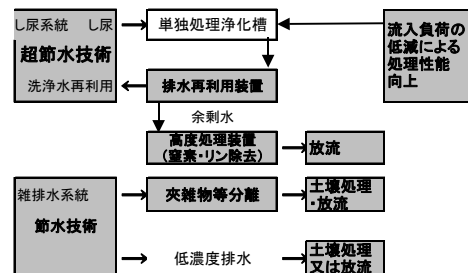 し尿系統 し尿
超節水技術
洗浄水再利用
単独処理浄化槽
流入負荷の
低減による
処理性能
向上
排水再利用装置
余剰水
高度処理装置
(窒素・リン除去)
放流
雑排水系統
節水技術
夾雑物等分離
土壌処理
・放流
低濃度排水
土壌処理
又は放流